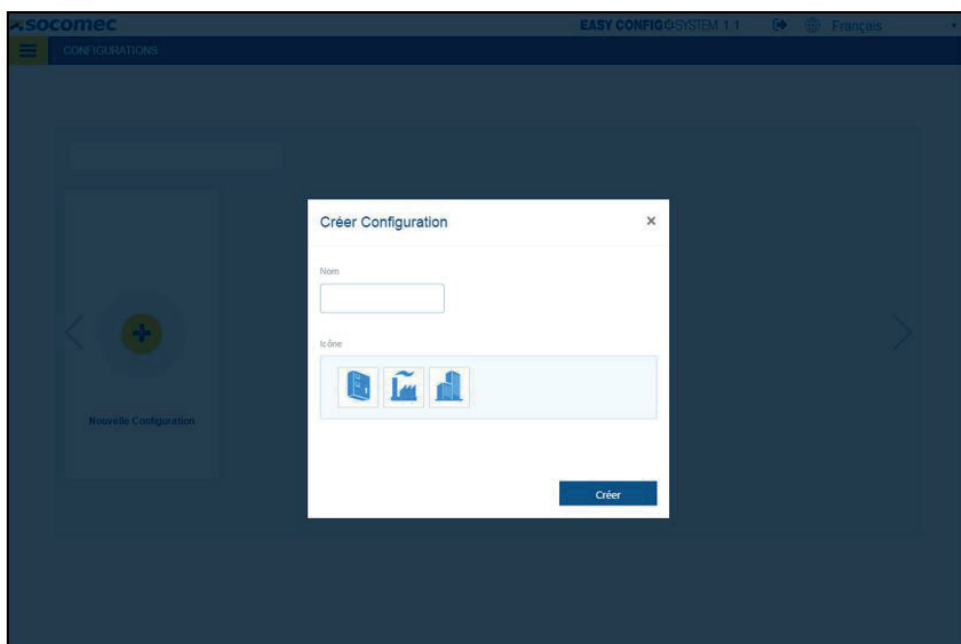 socomec
EASY CONFIG SYSTEM 1.1
Français
CONFIGURATIONS
Créer Configuration
×
Nom
Icône
Nouvelle Configuration
Créer